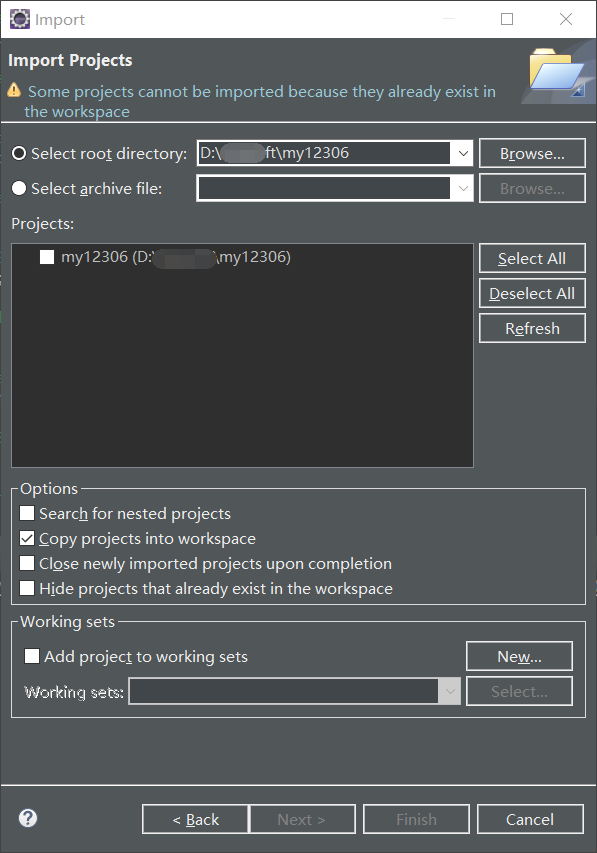 Import
Import Projects
Some projects cannot be imported because they already exist in
the workspace
Select root directory: D:\ ft\my12306 Browse...
Select archive file: Browse...
Projects:
my12306 (D:\ \my12306)
Select All
Deselect All
Refresh
Options
Search for nested projects
Copy projects into workspace
Close newly imported projects upon completion
Hide projects that already exist in the workspace
Working sets
Add project to working sets New...
Working sets: Select...
? < Back Next > Finish Cancel